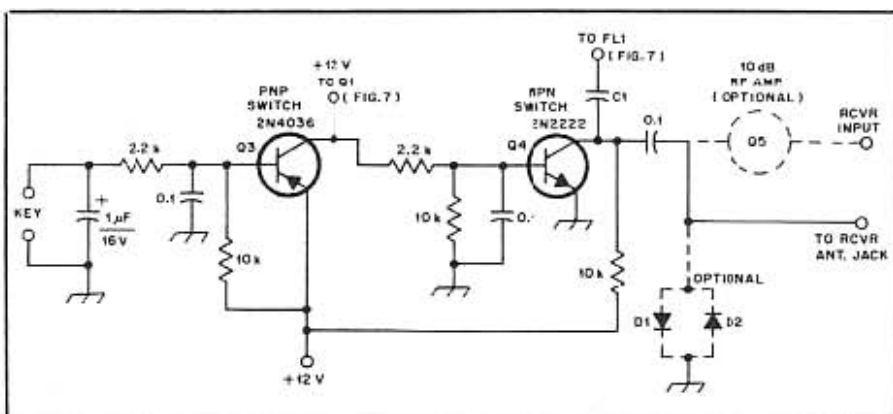 TO FL1
(FIG. 7)
+12 V
TO Q1
(FIG. 7)
PNP
SWITCH
2N4036
NPN
SWITCH
2N2222
10 dB
RF AMP
(OPTIONAL)
RCVR
INPUT
C1
0.1
Q5
2.2 k
Q3
2.2 k
Q4
KEY
+
1 µF
16 V
0.1
10 k
10 k
10 k
TO RCVR
ANT. JACK
OPTIONAL
D1
D2
+12 V